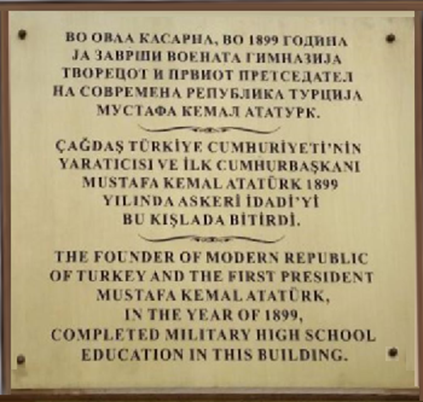 ВО ОВАА КАСАРНА, ВО 1899 ГОДИНА
ЈА ЗАВРШИ ВОЕНАТА ГИМНАЗИЈА
ТВОРЕЦОТ И ПРВИОТ ПРЕТСЕДАТЕЛ
НА СОВРЕМЕНА РЕПУБЛИКА ТУРЦИЈА
МУСТАФА КЕМАЛ АТАТУРК.
ÇAĞDAŞ TÜRKİYE CUMHURİYETİ'NİN
YARATICISI VE İLK CUMHURBAŞKANI
MUSTAFA KEMAL ATATÜRK 1899
YILINDA ASKERİ İDADİ'Yİ
BU KIŞLADA BİTİRDİ.
THE FOUNDER OF MODERN REPUBLIC
OF TURKEY AND THE FIRST PRESIDENT
MUSTAFA KEMAL ATATÜRK,
IN THE YEAR OF 1899,
COMPLETED MILITARY HIGH SCHOOL
EDUCATION IN THIS BUILDING.